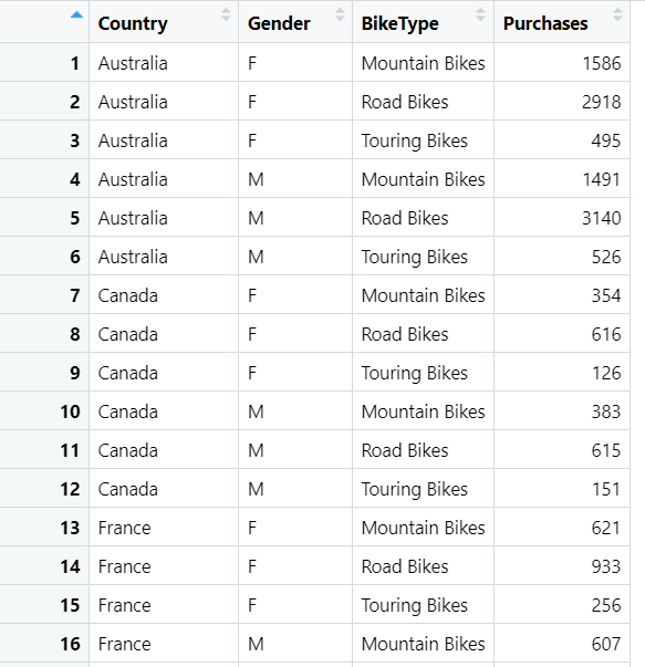 Country Gender BikeType Purchases
1 Australia F Mountain Bikes 1586
2 Australia F Road Bikes 2918
3 Australia F Touring Bikes 495
4 Australia M Mountain Bikes 1491
5 Australia M Road Bikes 3140
6 Australia M Touring Bikes 526
7 Canada F Mountain Bikes 354
8 Canada F Road Bikes 616
9 Canada F Touring Bikes 126
10 Canada M Mountain Bikes 383
11 Canada M Road Bikes 615
12 Canada M Touring Bikes 151
13 France F Mountain Bikes 621
14 France F Road Bikes 933
15 France F Touring Bikes 256
16 France M Mountain Bikes 607